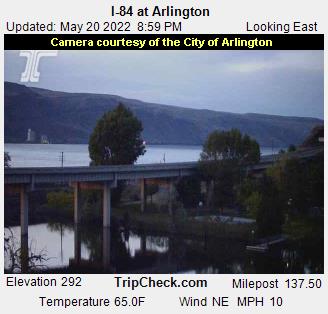 I-84 at Arlington
Updated: May 20 2022 8:59 PM Looking East
Camera courtesy of the City of Arlington
Elevation 292 TripCheck.com Milepost 137.50
Temperature 65.0F Wind NE MPH 10